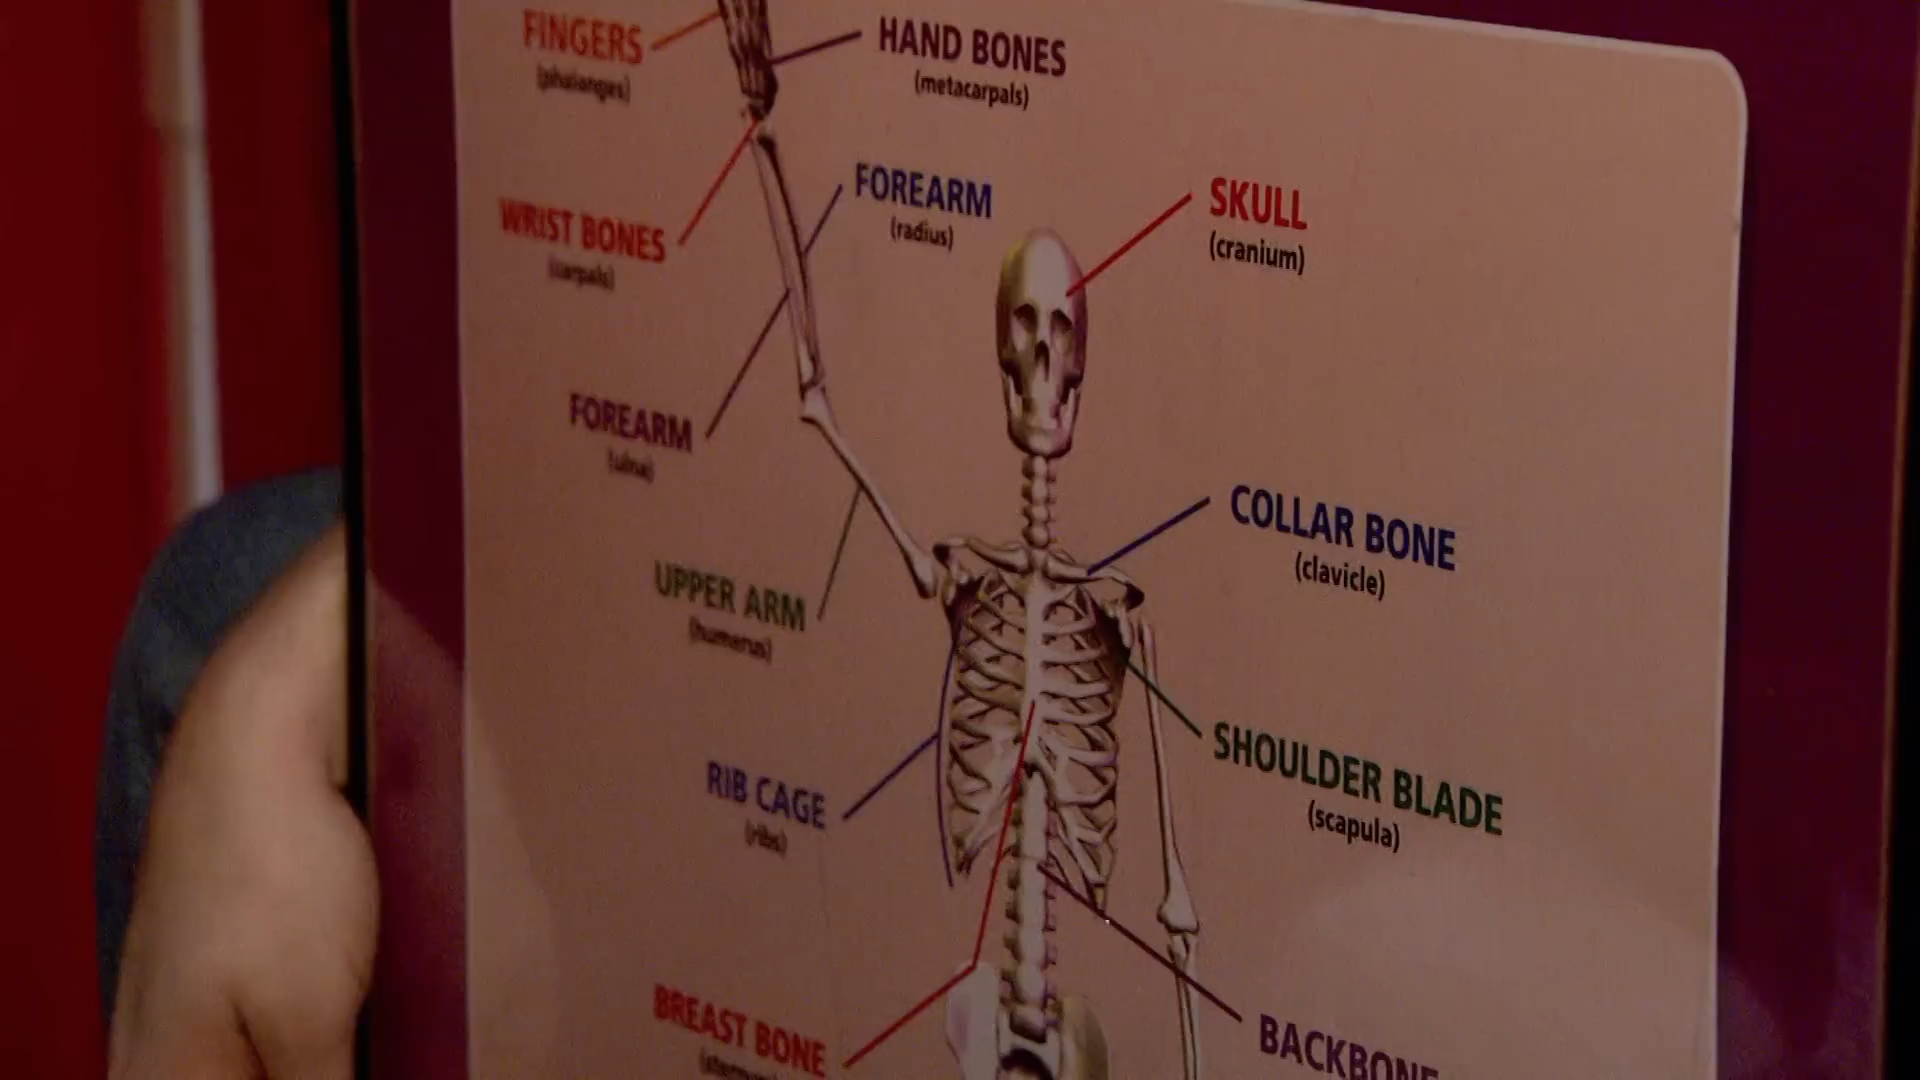 FINGERS
(phalanges)
HAND BONES
(metacarpals)
FOREARM
(radius)
SKULL
(cranium)
WRIST BONES
(carpals)
FOREARM
(ulna)
COLLAR BONE
(clavicle)
UPPER ARM
(humerus)
SHOULDER BLADE
(scapula)
RIB CAGE
(ribs)
BREAST BONE
BACKBONE